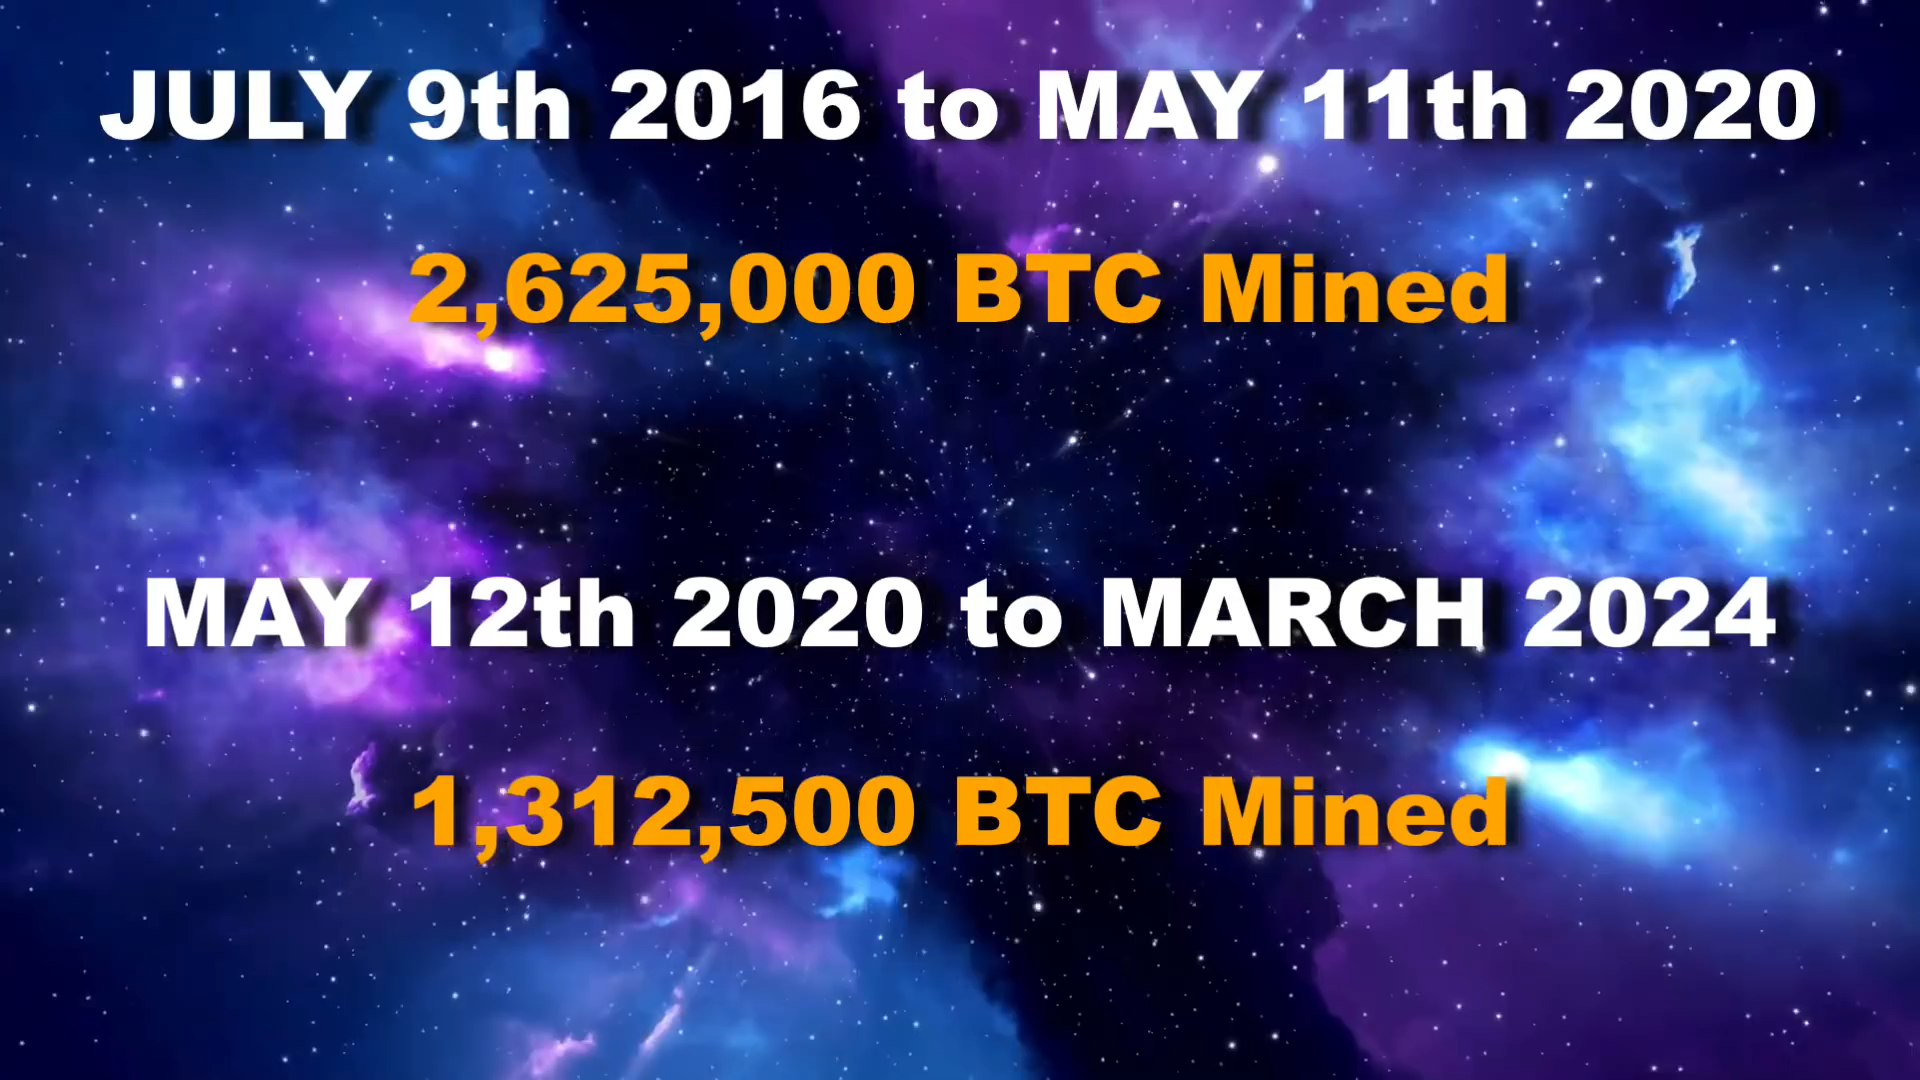 JULY 9th 2016 to MAY 11th 2020
2,625,000 BTC Mined
MAY 12th 2020 to MARCH 2024
1,312,500 BTC Mined